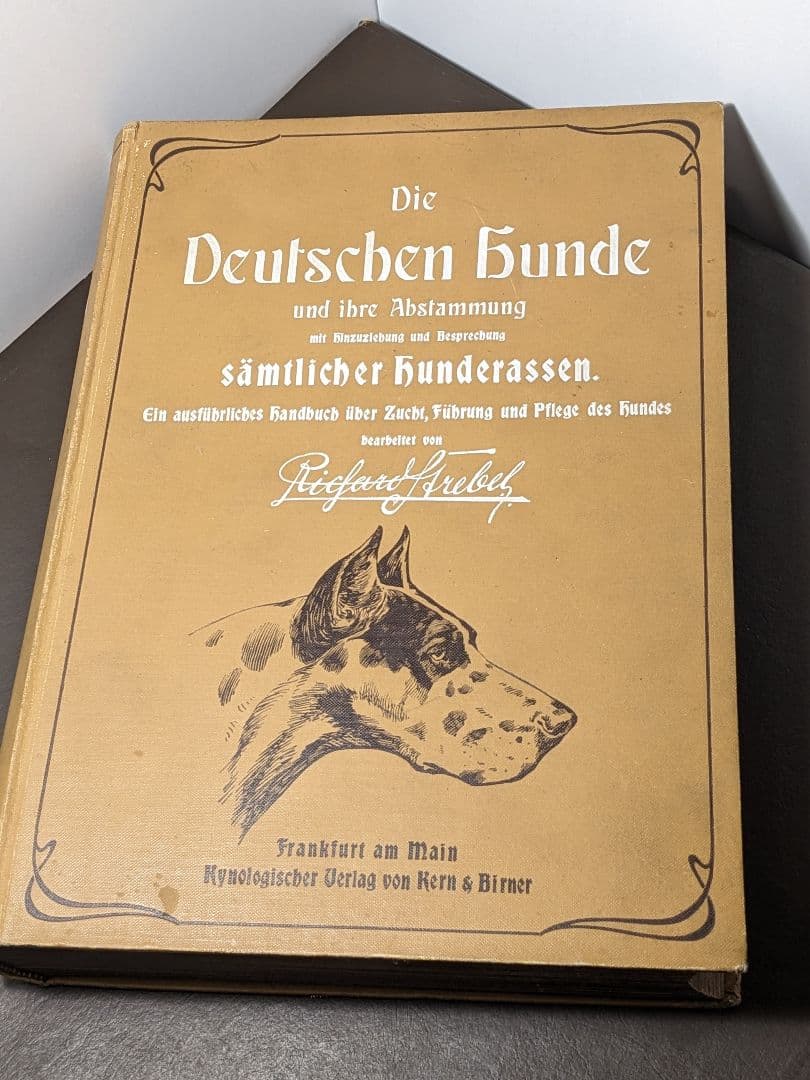 Die
Deutschen Hunde
und ihre Abstammung
mit Hinzuziehung und Besprechung
sämtlicher Hunderassen.
Ein ausführliches Handbuch über Zucht, Führung und Pflege des Hundes
bearbeitet von
Richard Strebel.
Frankfurt am Main
Kynologischer Verlag von Kern & Birner